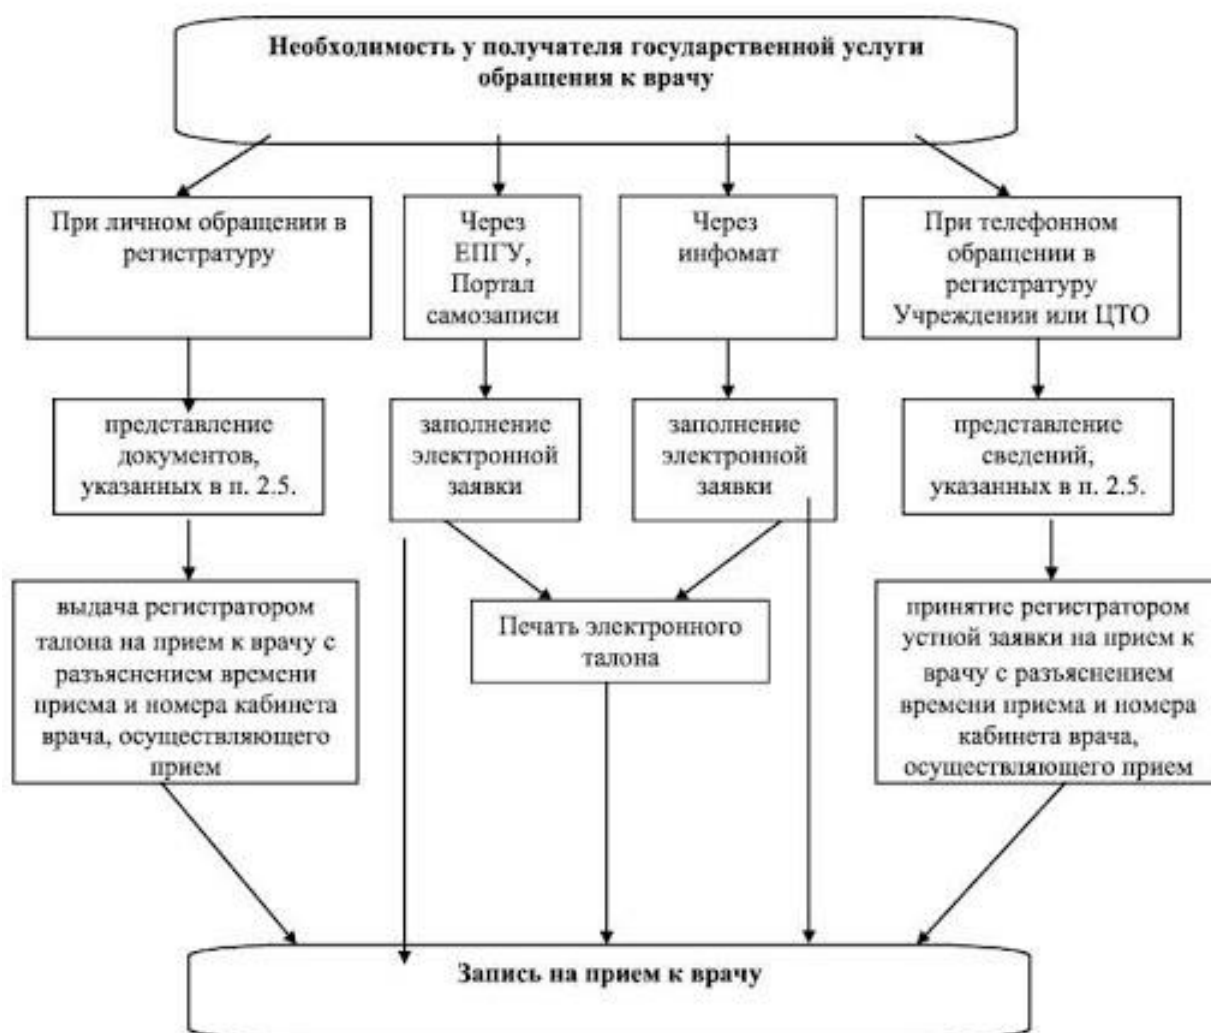 Необходимость у получателя государственной услуги
обращения к врачу
При личном обращении в
регистратуру
Через
ЕПГУ,
Портал
самозаписи
Через
инфомат
При телефонном
обращении в
регистратуру
Учреждении или ЦТО
представление
документов,
указанных в п. 2.5.
заполнение
электронной
заявки
заполнение
электронной
заявки
представление
сведений,
указанных в п. 2.5.
выдача регистратором
талона на прием к врачу с
разъяснением времени
приема и номера кабинета
врача, осуществляющего
прием
Печать электронного
талона
принятие регистратором
устной заявки на прием к
врачу с разъяснением
времени приема и номера
кабинета врача,
осуществляющего прием
Запись на прием к врачу